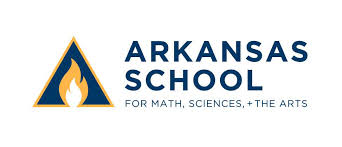 ARKANSAS
SCHOOL
FOR MATH, SCIENCES, + THE ARTS